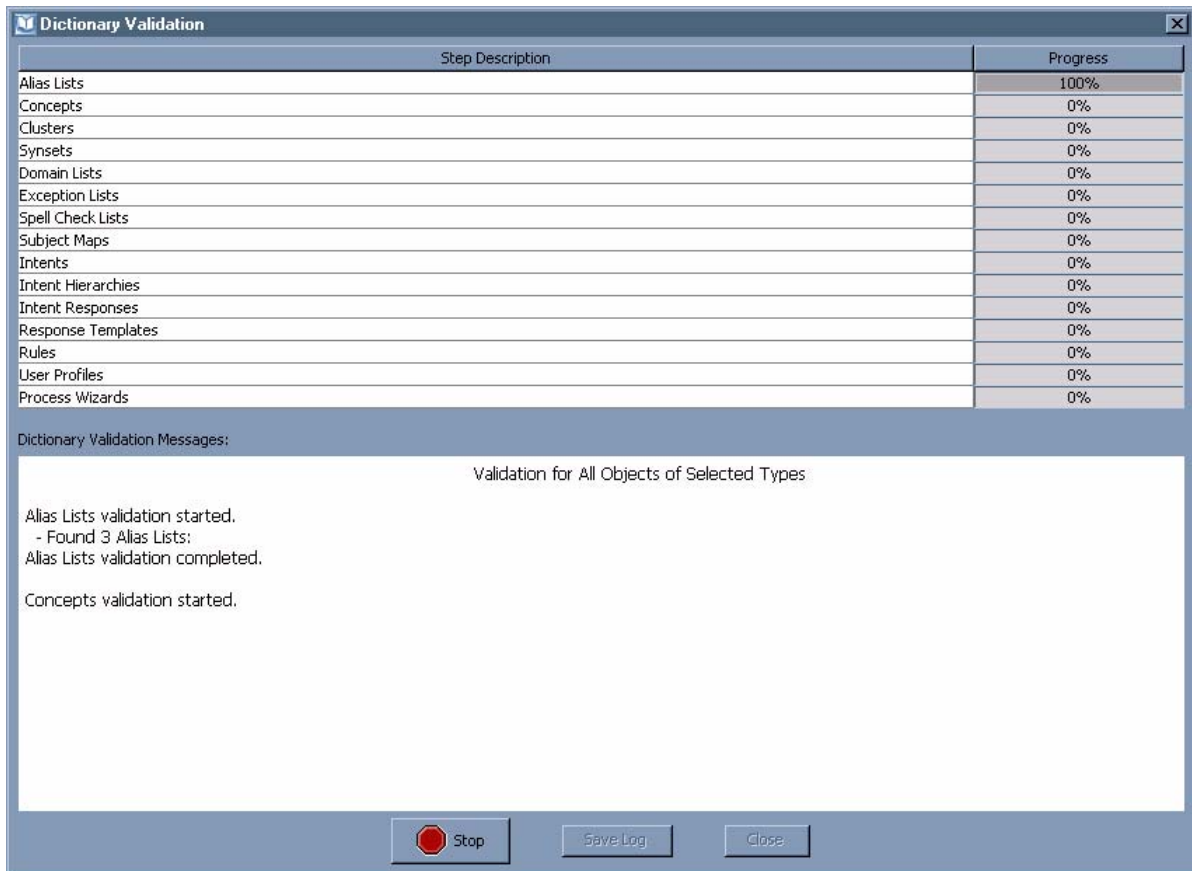 Dictionary Validation
Step Description Progress
Alias Lists 100%
Concepts 0%
Clusters 0%
Synsets 0%
Domain Lists 0%
Exception Lists 0%
Spell Check Lists 0%
Subject Maps 0%
Intents 0%
Intent Hierarchies 0%
Intent Responses 0%
Response Templates 0%
Rules 0%
User Profiles 0%
Process Wizards 0%
Dictionary Validation Messages:
Validation for All Objects of Selected Types
Alias Lists validation started.
- Found 3 Alias Lists:
Alias Lists validation completed.
Concepts validation started.
Stop Save Log Close